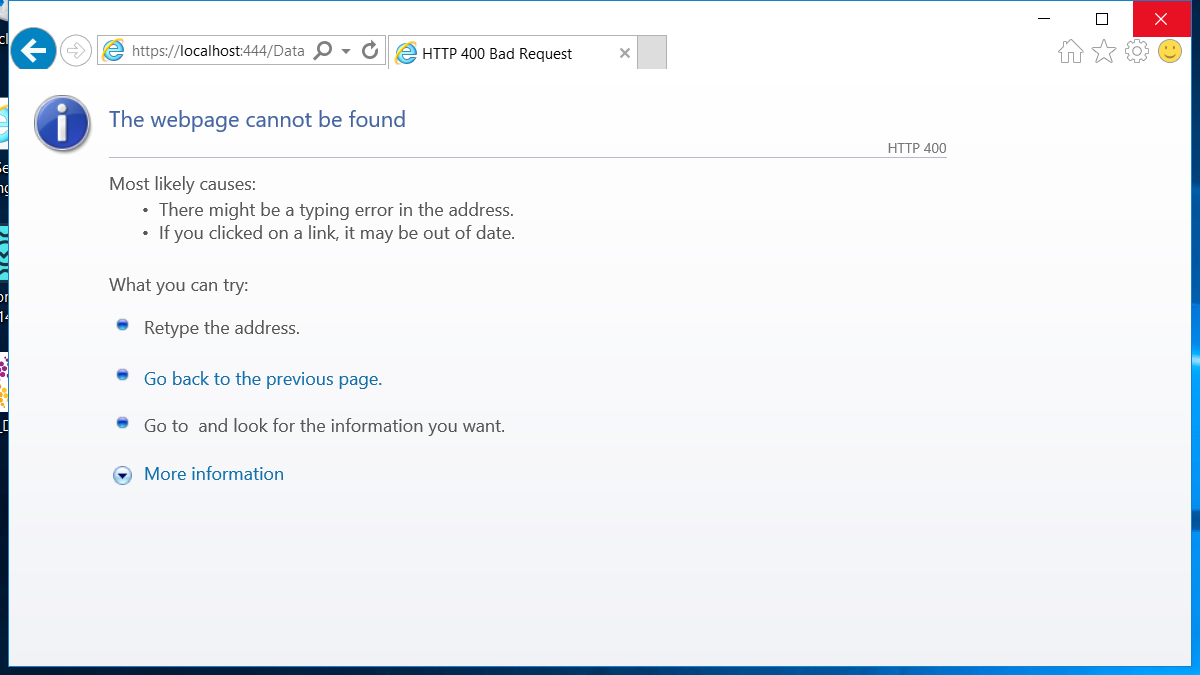 https://localhost:444/Data
HTTP 400 Bad Request
The webpage cannot be found
HTTP 400
Most likely causes:
• There might be a typing error in the address.
• If you clicked on a link, it may be out of date.
What you can try:
Retype the address.
Go back to the previous page.
Go to  and look for the information you want.
More information